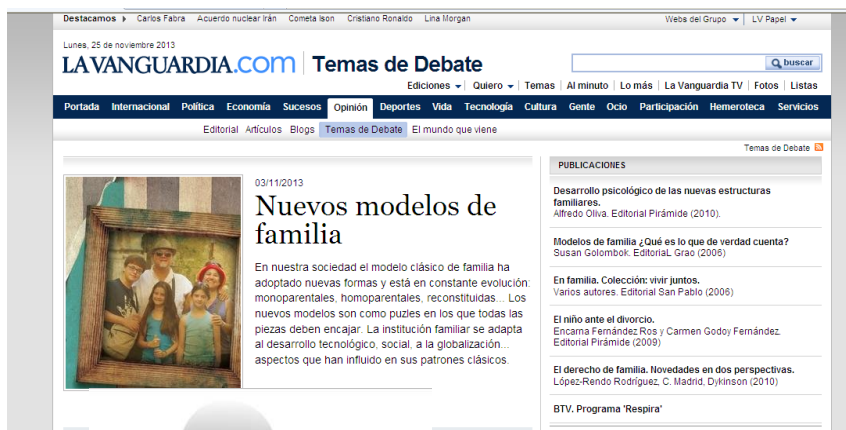 Destacamos Carlos Fabra Acuerdo nuclear Irán Cometa Ison Cristiano Ronaldo Lina Morgan Webs del Grupo LV Papel
Lunes, 25 de noviembre 2013
LA VANGUARDIA.COM Temas de Debate
buscar
Ediciones Quiero Temas Al minuto Lo más La Vanguardia TV Fotos Listas
Portada Internacional Política Economía Sucesos Opinión Deportes Vida Tecnología Cultura Gente Ocio Participación Hemeroteca Servicios
Editorial Artículos Blogs Temas de Debate El mundo que viene
Temas de Debate
03/11/2013
Nuevos modelos de
familia
En nuestra sociedad el modelo clásico de familia ha
adoptado nuevas formas y está en constante evolución:
monoparentales, homoparentales, reconstituidas... Los
nuevos modelos son como puzles en los que todas las
piezas deben encajar. La institución familiar se adapta
al desarrollo tecnológico, social, a la globalización...
aspectos que han influido en sus patrones clásicos.
PUBLICACIONES
Desarrollo psicológico de las nuevas estructuras
familiares.
Alfredo Oliva. Editorial Pirámide (2010).
Modelos de familia ¿Qué es lo que de verdad cuenta?
Susan Golombok. EditoriaL Grao (2006)
En familia. Colección: vivir juntos.
Varios autores. Editorial San Pablo (2006)
El niño ante el divorcio.
Encarna Fernández Ros y Carmen Godoy Fernández.
Editorial Pirámide (2009)
El derecho de familia. Novedades en dos perspectivas.
López-Rendo Rodríguez, C. Madrid, Dykinson (2010)
BTV. Programa 'Respira'